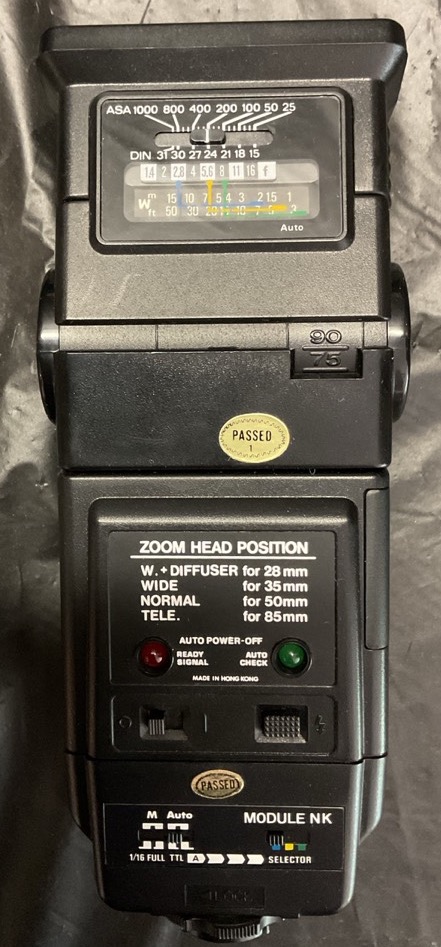 ASA 1000 800 400 200 100 50 25
DIN 31 30 27 24 21 18 15
1.4 2 2.8 4 5.6 8 11 16 f
W m 15 10 7 5 4 3 2 1.5 1
ft 50 30 20 10 7 5 3
Auto
90
75
PASSED
1
ZOOM HEAD POSITION
W. + DIFFUSER for 28mm
WIDE for 35mm
NORMAL for 50mm
TELE. for 85mm
AUTO POWER-OFF
READY SIGNAL
AUTO CHECK
MADE IN HONG KONG
PASSED
M Auto
MODULE NK
1/16 FULL TTL A
SELECTOR
LOCK